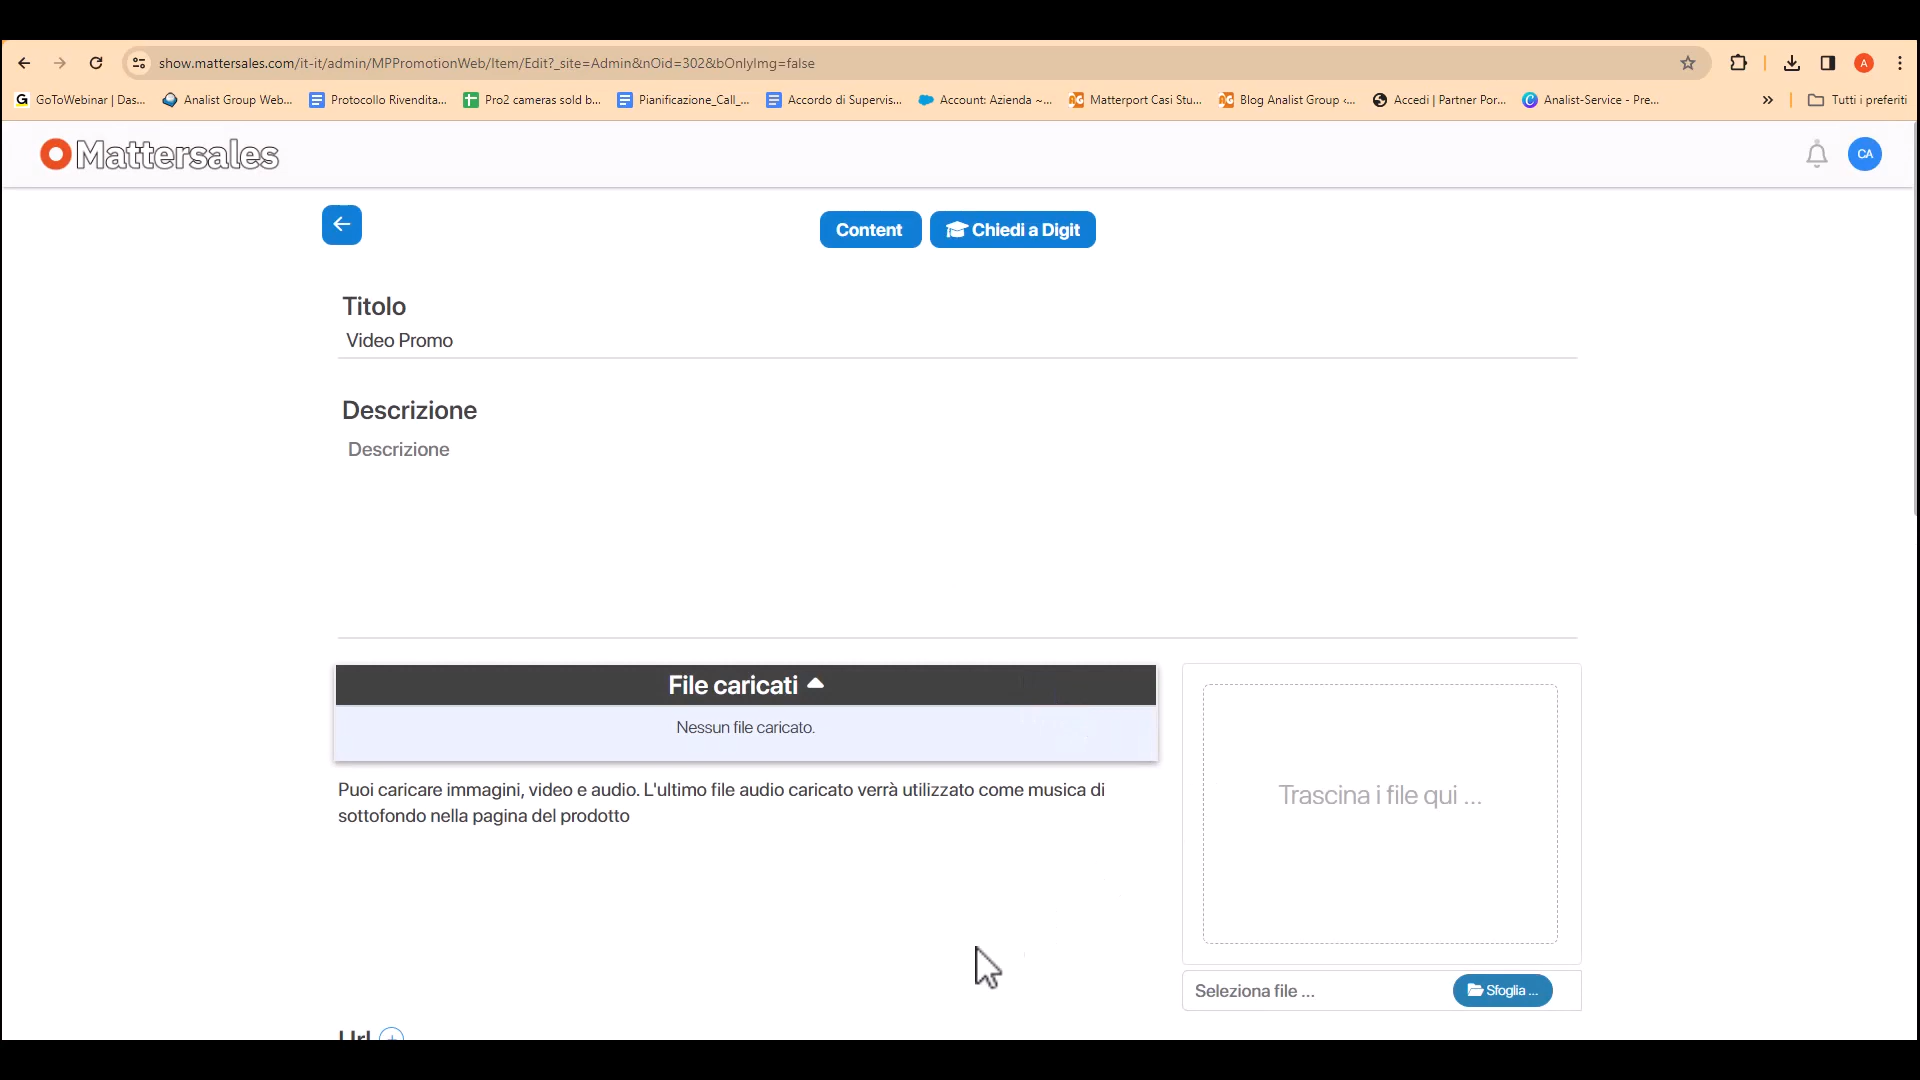 show.mattersales.com/it-it/admin/MPPromotionWeb/Item/Edit?_site=Admin&nOid=302&bOnlyImg=false
A
GoToWebinar | Das... Analist Group Web... Protocollo Rivendita... Pro2 cameras sold b... Pianificazione_Call_... Accordo di Supervis... Account: Azienda ~... Matterport Casi Stu... Blog Analist Group ‹... Accedi | Partner Por... Analist-Service - Pre... » Tutti i preferiti
Mattersales
CA
Content Chiedi a Digit
Titolo
Video Promo
Descrizione
Descrizione
File caricati
Nessun file caricato.
Puoi caricare immagini, video e audio. L'ultimo file audio caricato verrà utilizzato come musica di
sottofondo nella pagina del prodotto
Trascina i file qui ...
Seleziona file ... Sfoglia ...
Url